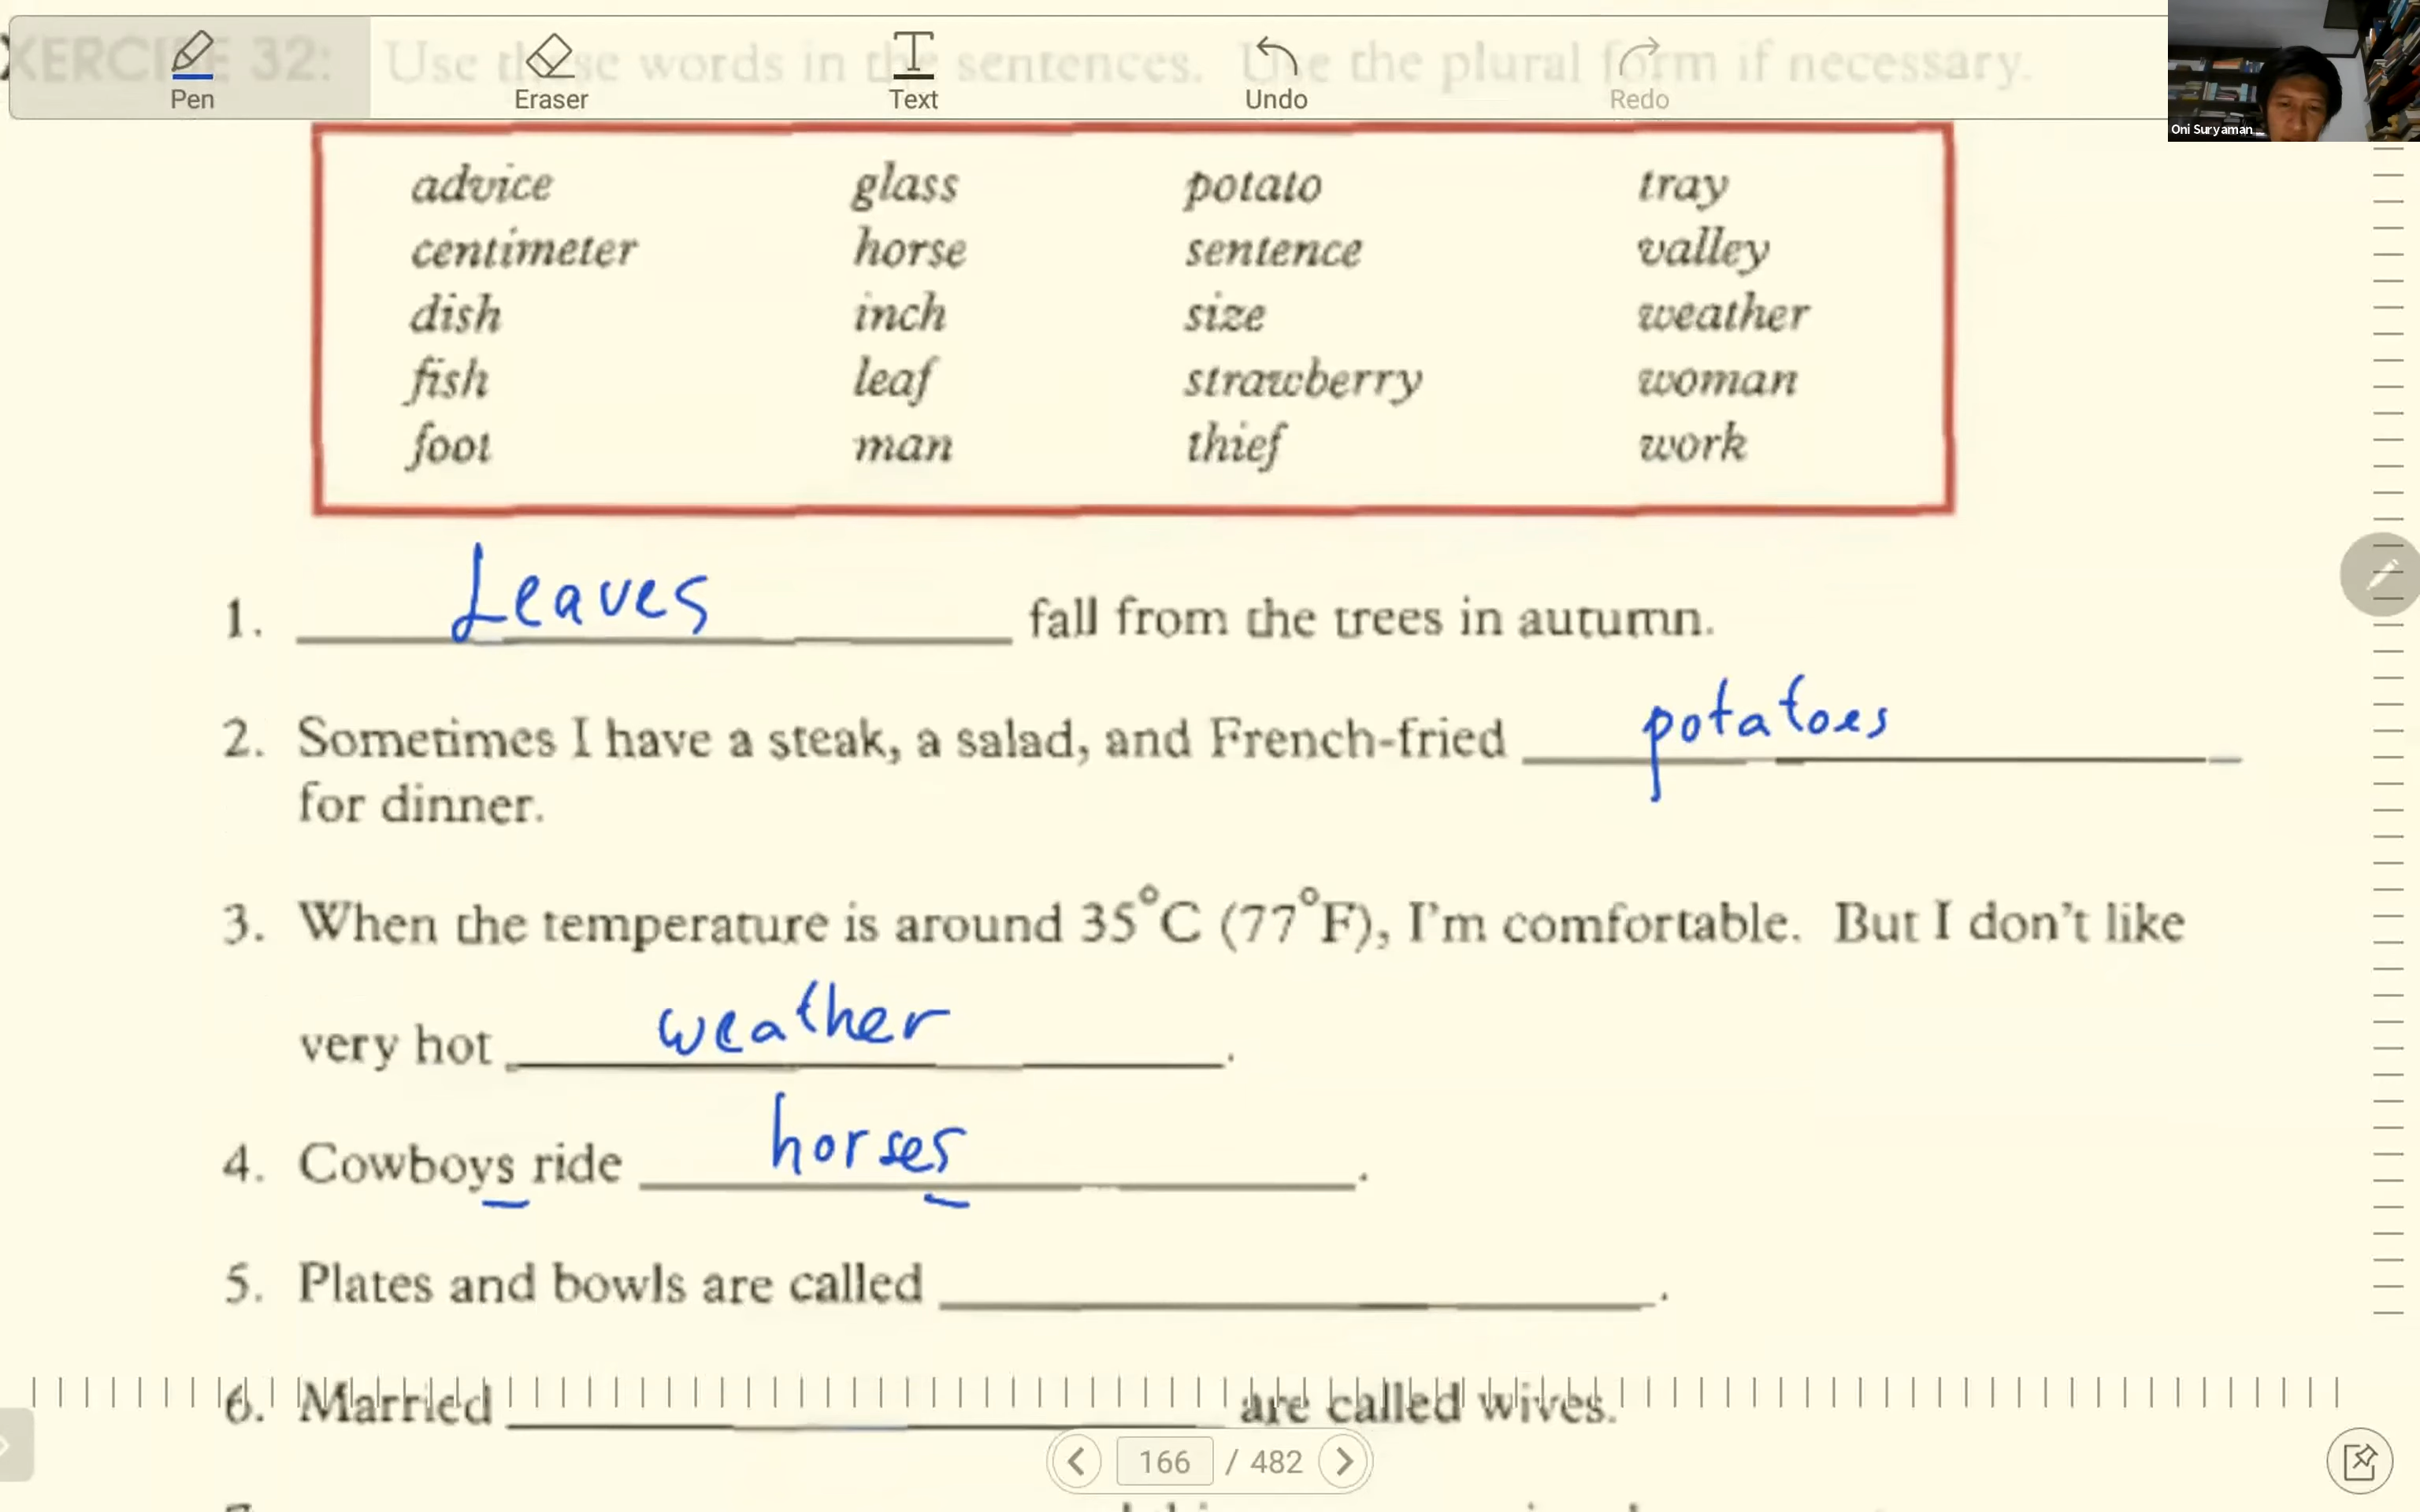 XERCISE 32: Use these words in the sentences. Use the plural form if necessary.
Pen Eraser Text Undo Redo
Oni Suryaman
advice glass potato tray
centimeter horse sentence valley
dish inch size weather
fish leaf strawberry woman
foot man thief work
1. Leaves fall from the trees in autumn.
2. Sometimes I have a steak, a salad, and French-fried potatoes
for dinner.
3. When the temperature is around 35°C (77°F), I'm comfortable. But I don't like
very hot weather.
4. Cowboys ride horses.
5. Plates and bowls are called ____.
6. Married ____ are called wives.
166 / 482